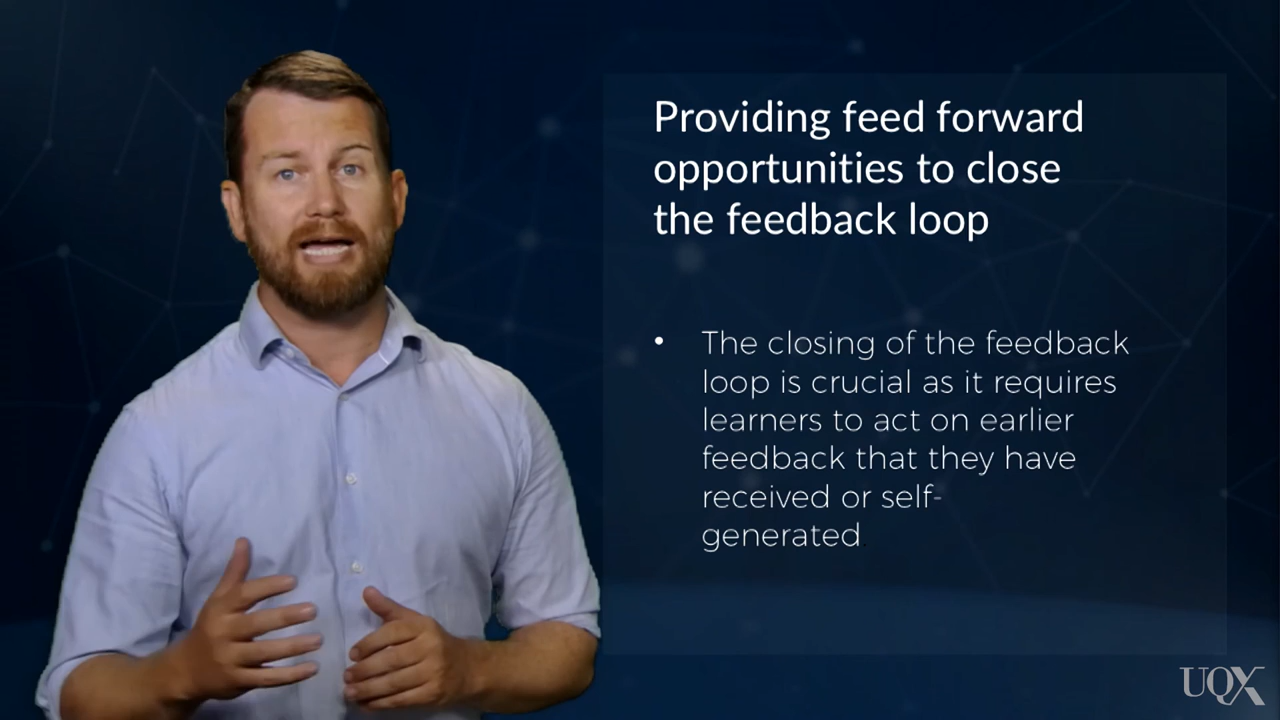 Providing feed forward
opportunities to close
the feedback loop
• The closing of the feedback
loop is crucial as it requires
learners to act on earlier
feedback that they have
received or self-
generated
UQX